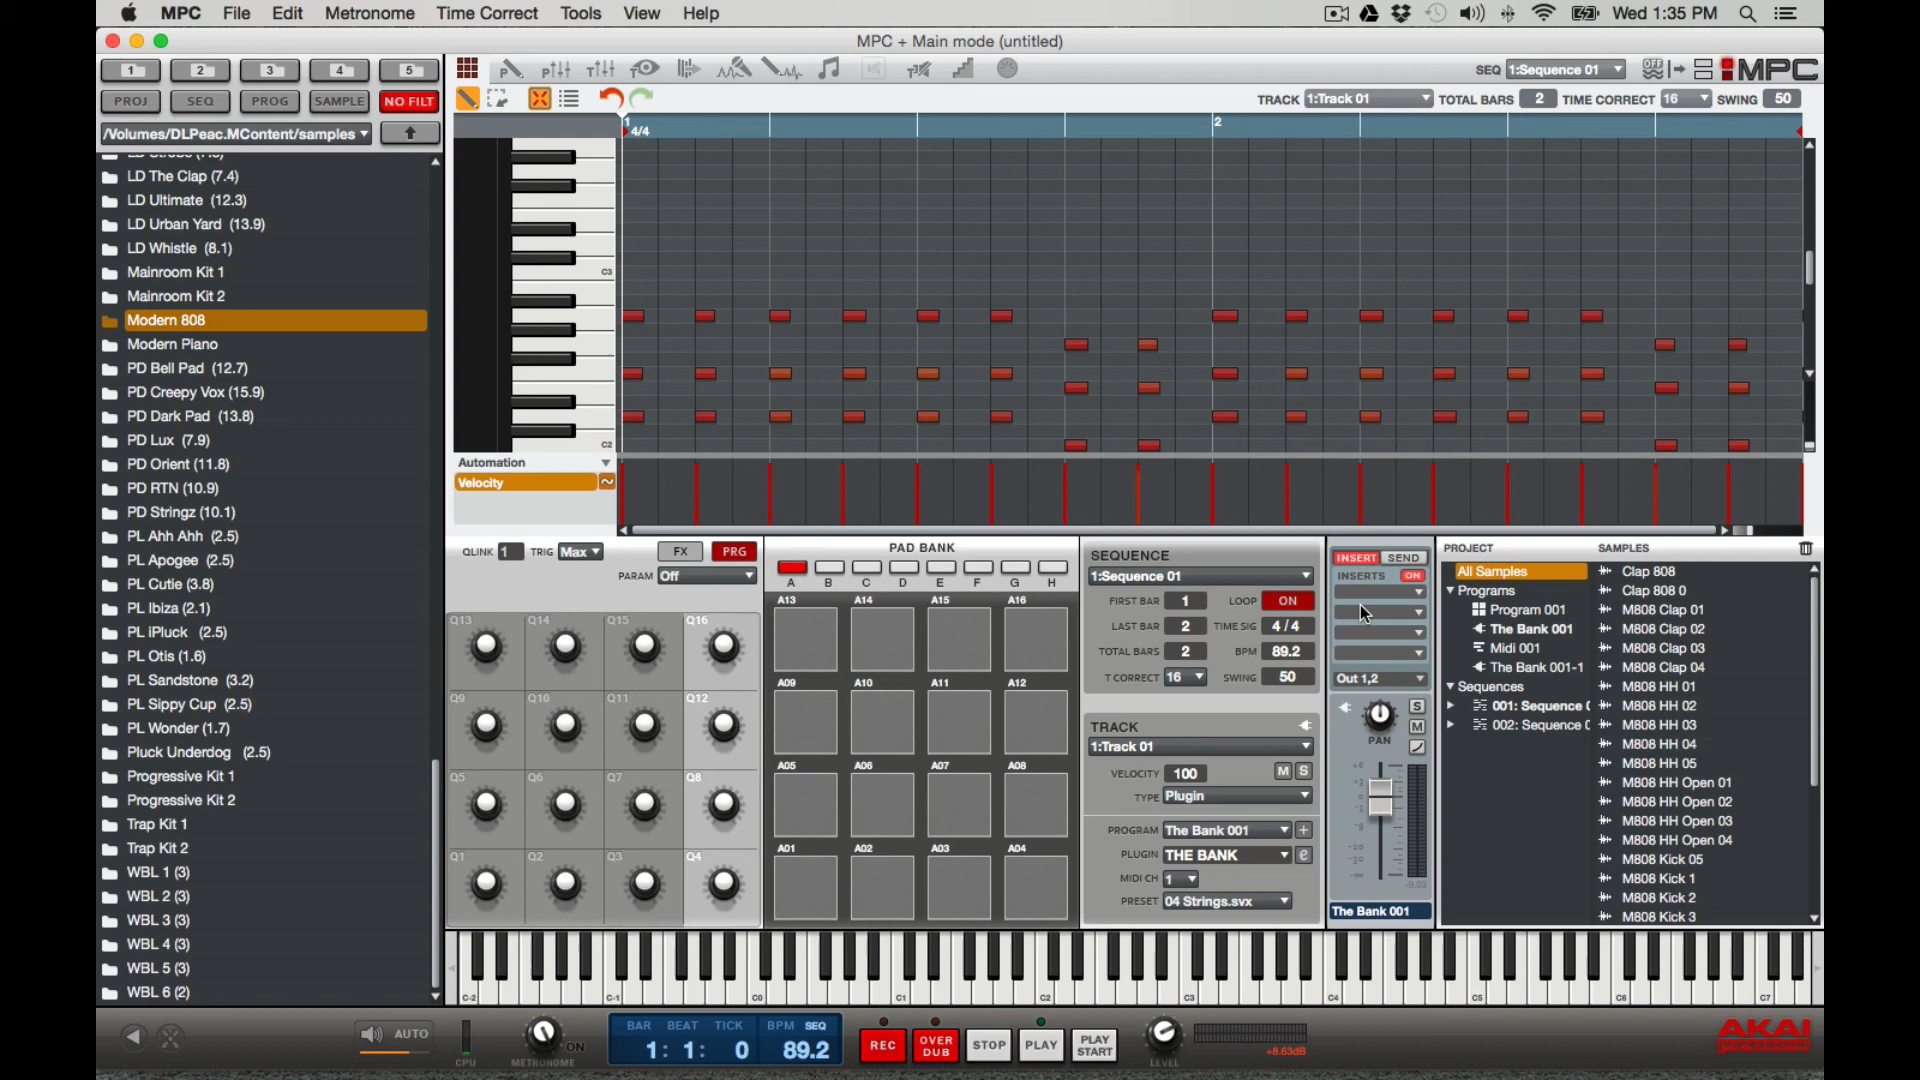 MPC File Edit Metronome Time Correct Tools View Help Wed 1:35 PM
MPC + Main mode (untitled)
1 2 3 4 5
PROJ SEQ PROG SAMPLE NO FILT
SEQ 1:Sequence 01 OFF MPC
TRACK 1:Track 01 TOTAL BARS 2 TIME CORRECT 16 SWING 50
/Volumes/DLPeac.MContent/samples
1 4/4 2
LD The Clap (7.4)
LD Ultimate (12.3)
LD Urban Yard (13.9)
LD Whistle (8.1)
Mainroom Kit 1
Mainroom Kit 2
Modern 808
Modern Piano
PD Bell Pad (12.7)
PD Creepy Vox (15.9)
PD Dark Pad (13.8)
PD Lux (7.9)
PD Orient (11.8)
PD RTN (10.9)
PD Stringz (10.1)
PL Ahh Ahh (2.5)
PL Apogee (2.5)
PL Cutie (3.8)
PL Ibiza (2.1)
PL iPluck (2.5)
PL Otis (1.6)
PL Sandstone (3.2)
PL Sippy Cup (2.5)
PL Wonder (1.7)
Pluck Underdog (2.5)
Progressive Kit 1
Progressive Kit 2
Trap Kit 1
Trap Kit 2
WBL 1 (3)
WBL 2 (3)
WBL 3 (3)
WBL 4 (3)
WBL 5 (3)
WBL 6 (2)
C3
C2
Automation
Velocity
QLINK 1 TRIG Max FX PRG
PARAM Off
Q13 Q14 Q15 Q16
Q9 Q10 Q11 Q12
Q5 Q6 Q7 Q8
Q1 Q2 Q3 Q4
PAD BANK
A B C D E F G H
A13 A14 A15 A16
A09 A10 A11 A12
A05 A06 A07 A08
A01 A02 A03 A04
SEQUENCE
1:Sequence 01
FIRST BAR 1 LOOP ON
LAST BAR 2 TIME SIG 4 / 4
TOTAL BARS 2 BPM 89.2
T CORRECT 16 SWING 50
TRACK
1:Track 01
VELOCITY 100 M S
TYPE Plugin
PROGRAM The Bank 001 +
PLUGIN THE BANK e
MIDI CH 1
PRESET 04 Strings.svx
INSERT SEND
INSERTS ON
Out 1,2
S
M
PAN
The Bank 001
PROJECT
All Samples
Programs
Program 001
The Bank 001
Midi 001
The Bank 001-1
Sequences
001: Sequence
002: Sequence
SAMPLES
Clap 808
Clap 808 0
M808 Clap 01
M808 Clap 02
M808 Clap 03
M808 Clap 04
M808 HH 01
M808 HH 02
M808 HH 03
M808 HH 04
M808 HH 05
M808 HH Open 01
M808 HH Open 02
M808 HH Open 03
M808 HH Open 04
M808 Kick 05
M808 Kick 1
M808 Kick 2
M808 Kick 3
C-2 C-1 C0 C1 C2 C3 C4 C5 C6 C7
AUTO
CPU
METRONOME ON
BAR BEAT TICK BPM SEQ
1: 1: 0 89.2
REC OVER DUB STOP PLAY PLAY START
LEVEL
+8.63dB
AKAI
professional